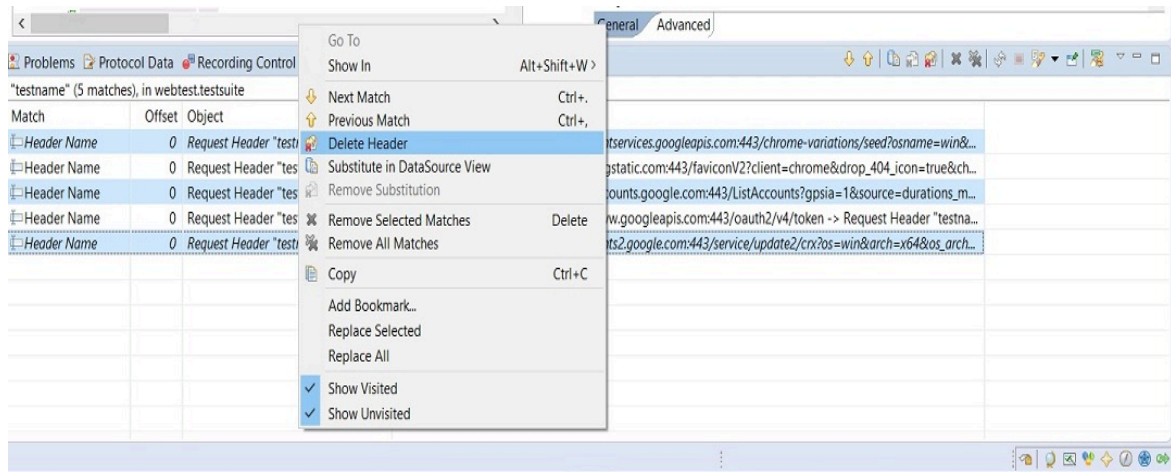 General Advanced
Problems Protocol Data Recording Control
"testname" (5 matches), in webtest.testsuite
Match Offset Object
Header Name 0 Request Header "test ntservices.googleapis.com:443/chrome-variations/seed?osname=win&...
Header Name 0 Request Header "tes gstatic.com:443/faviconV2?client=chrome&drop_404_icon=true&ch...
Header Name 0 Request Header "tes ounts.google.com:443/ListAccounts?gpsia=1&source=durations_m...
Header Name 0 Request Header "tes w.googleapis.com:443/oauth2/v4/token -> Request Header "testna...
Header Name 0 Request Header "test nts2.google.com:443/service/update2/crx?os=win&arch=x64&os_arch...
Go To
Show In Alt+Shift+W >
Next Match Ctrl+.
Previous Match Ctrl+,
Delete Header
Substitute in DataSource View
Remove Substitution
Remove Selected Matches Delete
Remove All Matches
Copy Ctrl+C
Add Bookmark...
Replace Selected
Replace All
Show Visited
Show Unvisited